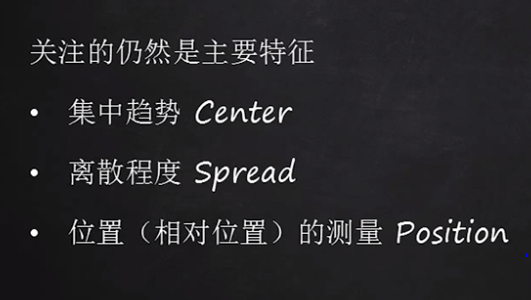 关注的仍然是主要特征
• 集中趋势 Center
• 离散程度 Spread
• 位置（相对位置）的测量 Position